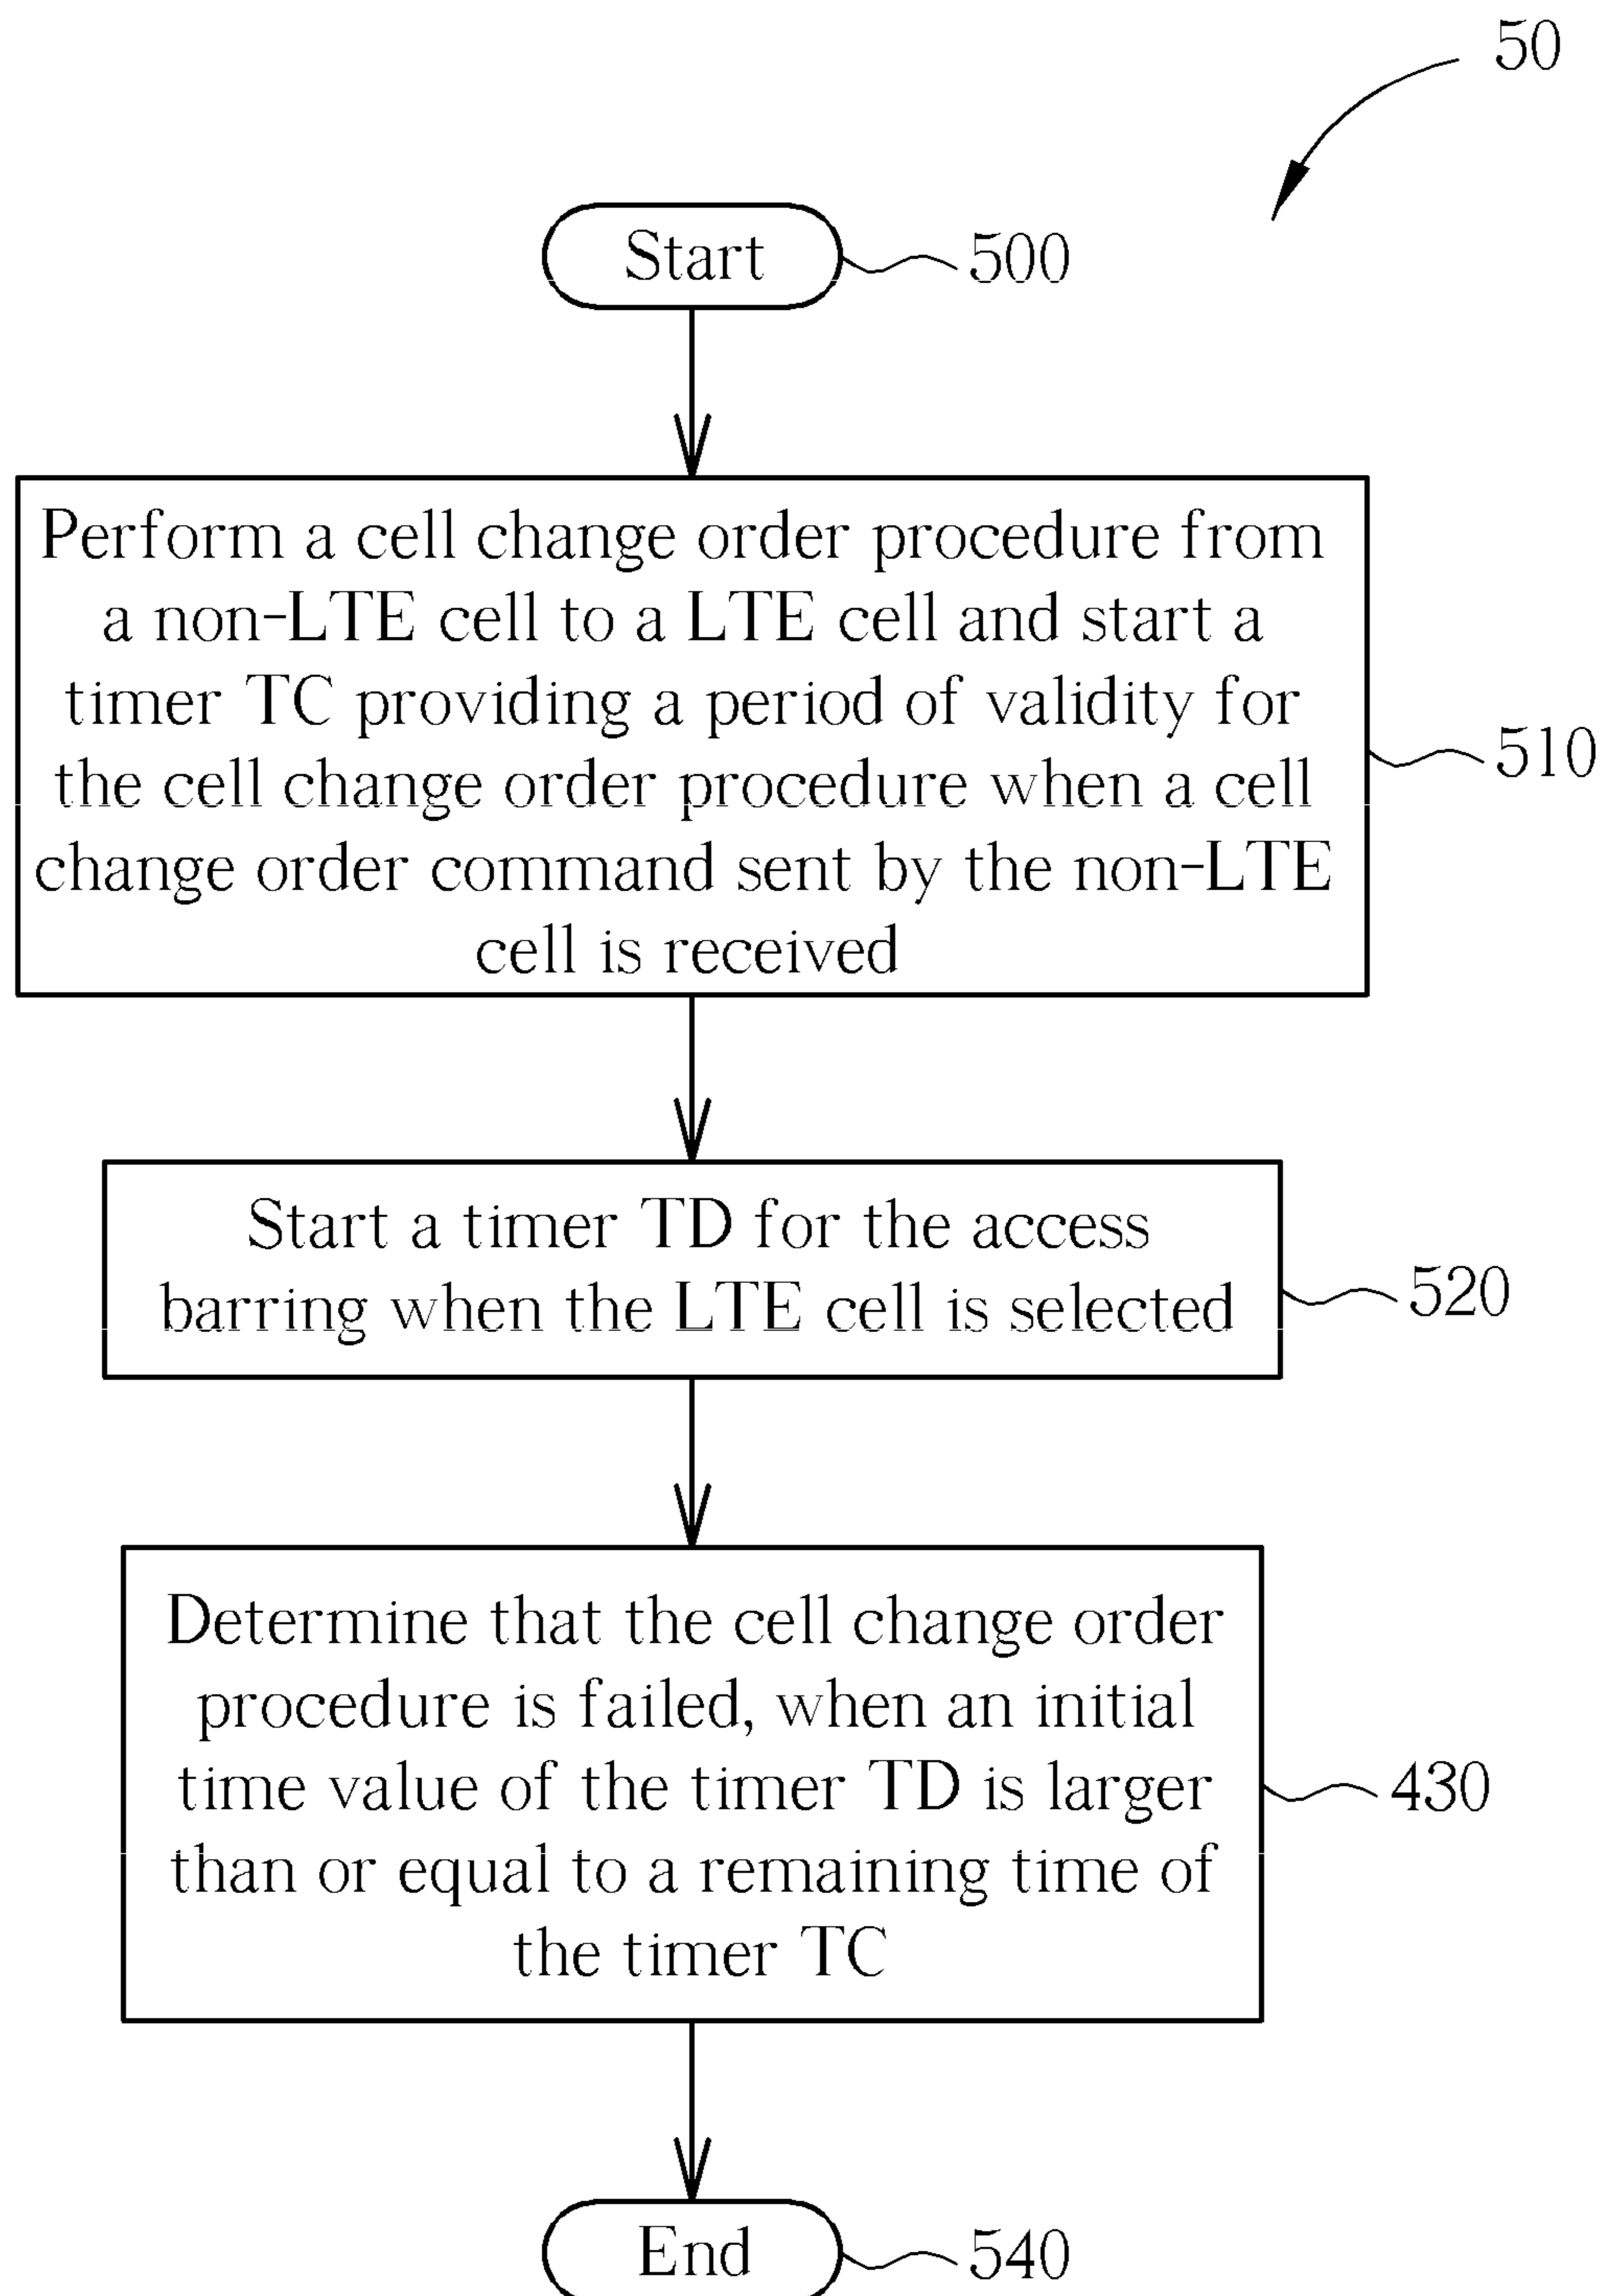 50
Start
500
Perform a cell change order procedure from
a non-LTE cell to a LTE cell and start a
timer TC providing a period of validity for
the cell change order procedure when a cell
change order command sent by the non-LTE
cell is received
510
Start a timer TD for the access
barring when the LTE cell is selected
520
Determine that the cell change order
procedure is failed, when an initial
time value of the timer TD is larger
than or equal to a remaining time of
the timer TC
430
End
540